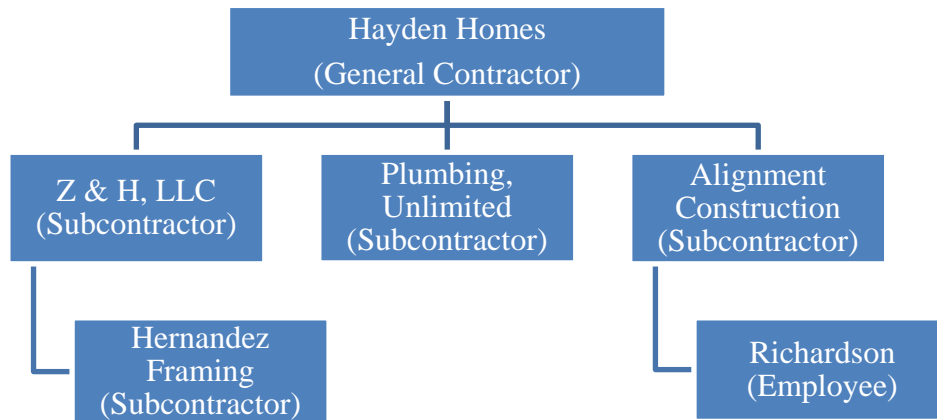 Hayden Homes
(General Contractor)
Z & H, LLC
(Subcontractor)
Plumbing,
Unlimited
(Subcontractor)
Alignment
Construction
(Subcontractor)
Hernandez
Framing
(Subcontractor)
Richardson
(Employee)